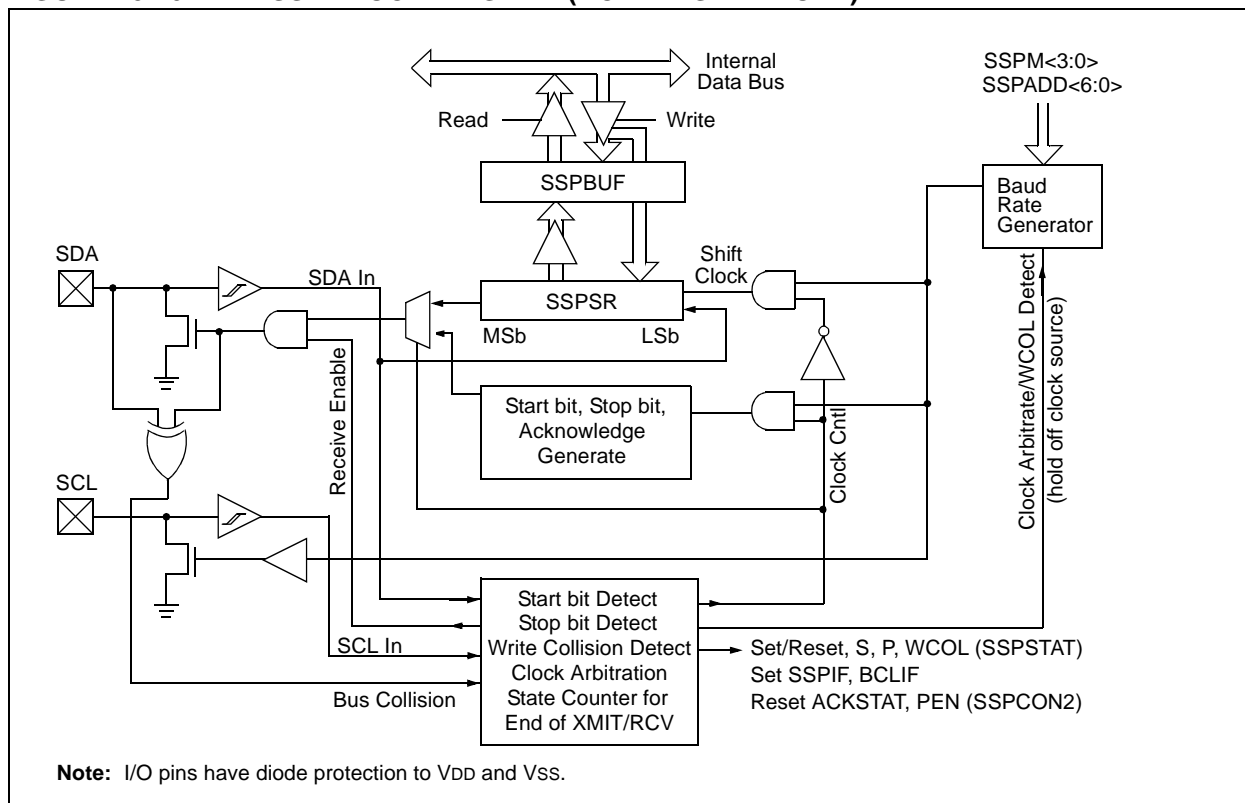 Internal
Data Bus
SSPM<3:0>
SSPADD<6:0>
Read
Write
SSPBUF
Baud
Rate
Generator
SDA
SDA In
Shift
Clock
SSPSR
MSb
LSb
Start bit, Stop bit,
Acknowledge
Generate
Receive Enable
Clock Cntl
Clock Arbitrate/WCOL Detect
(hold off clock source)
SCL
SCL In
Bus Collision
Start bit Detect
Stop bit Detect
Write Collision Detect
Clock Arbitration
State Counter for
End of XMIT/RCV
Set/Reset, S, P, WCOL (SSPSTAT)
Set SSPIF, BCLIF
Reset ACKSTAT, PEN (SSPCON2)
Note: I/O pins have diode protection to VDD and VSS.